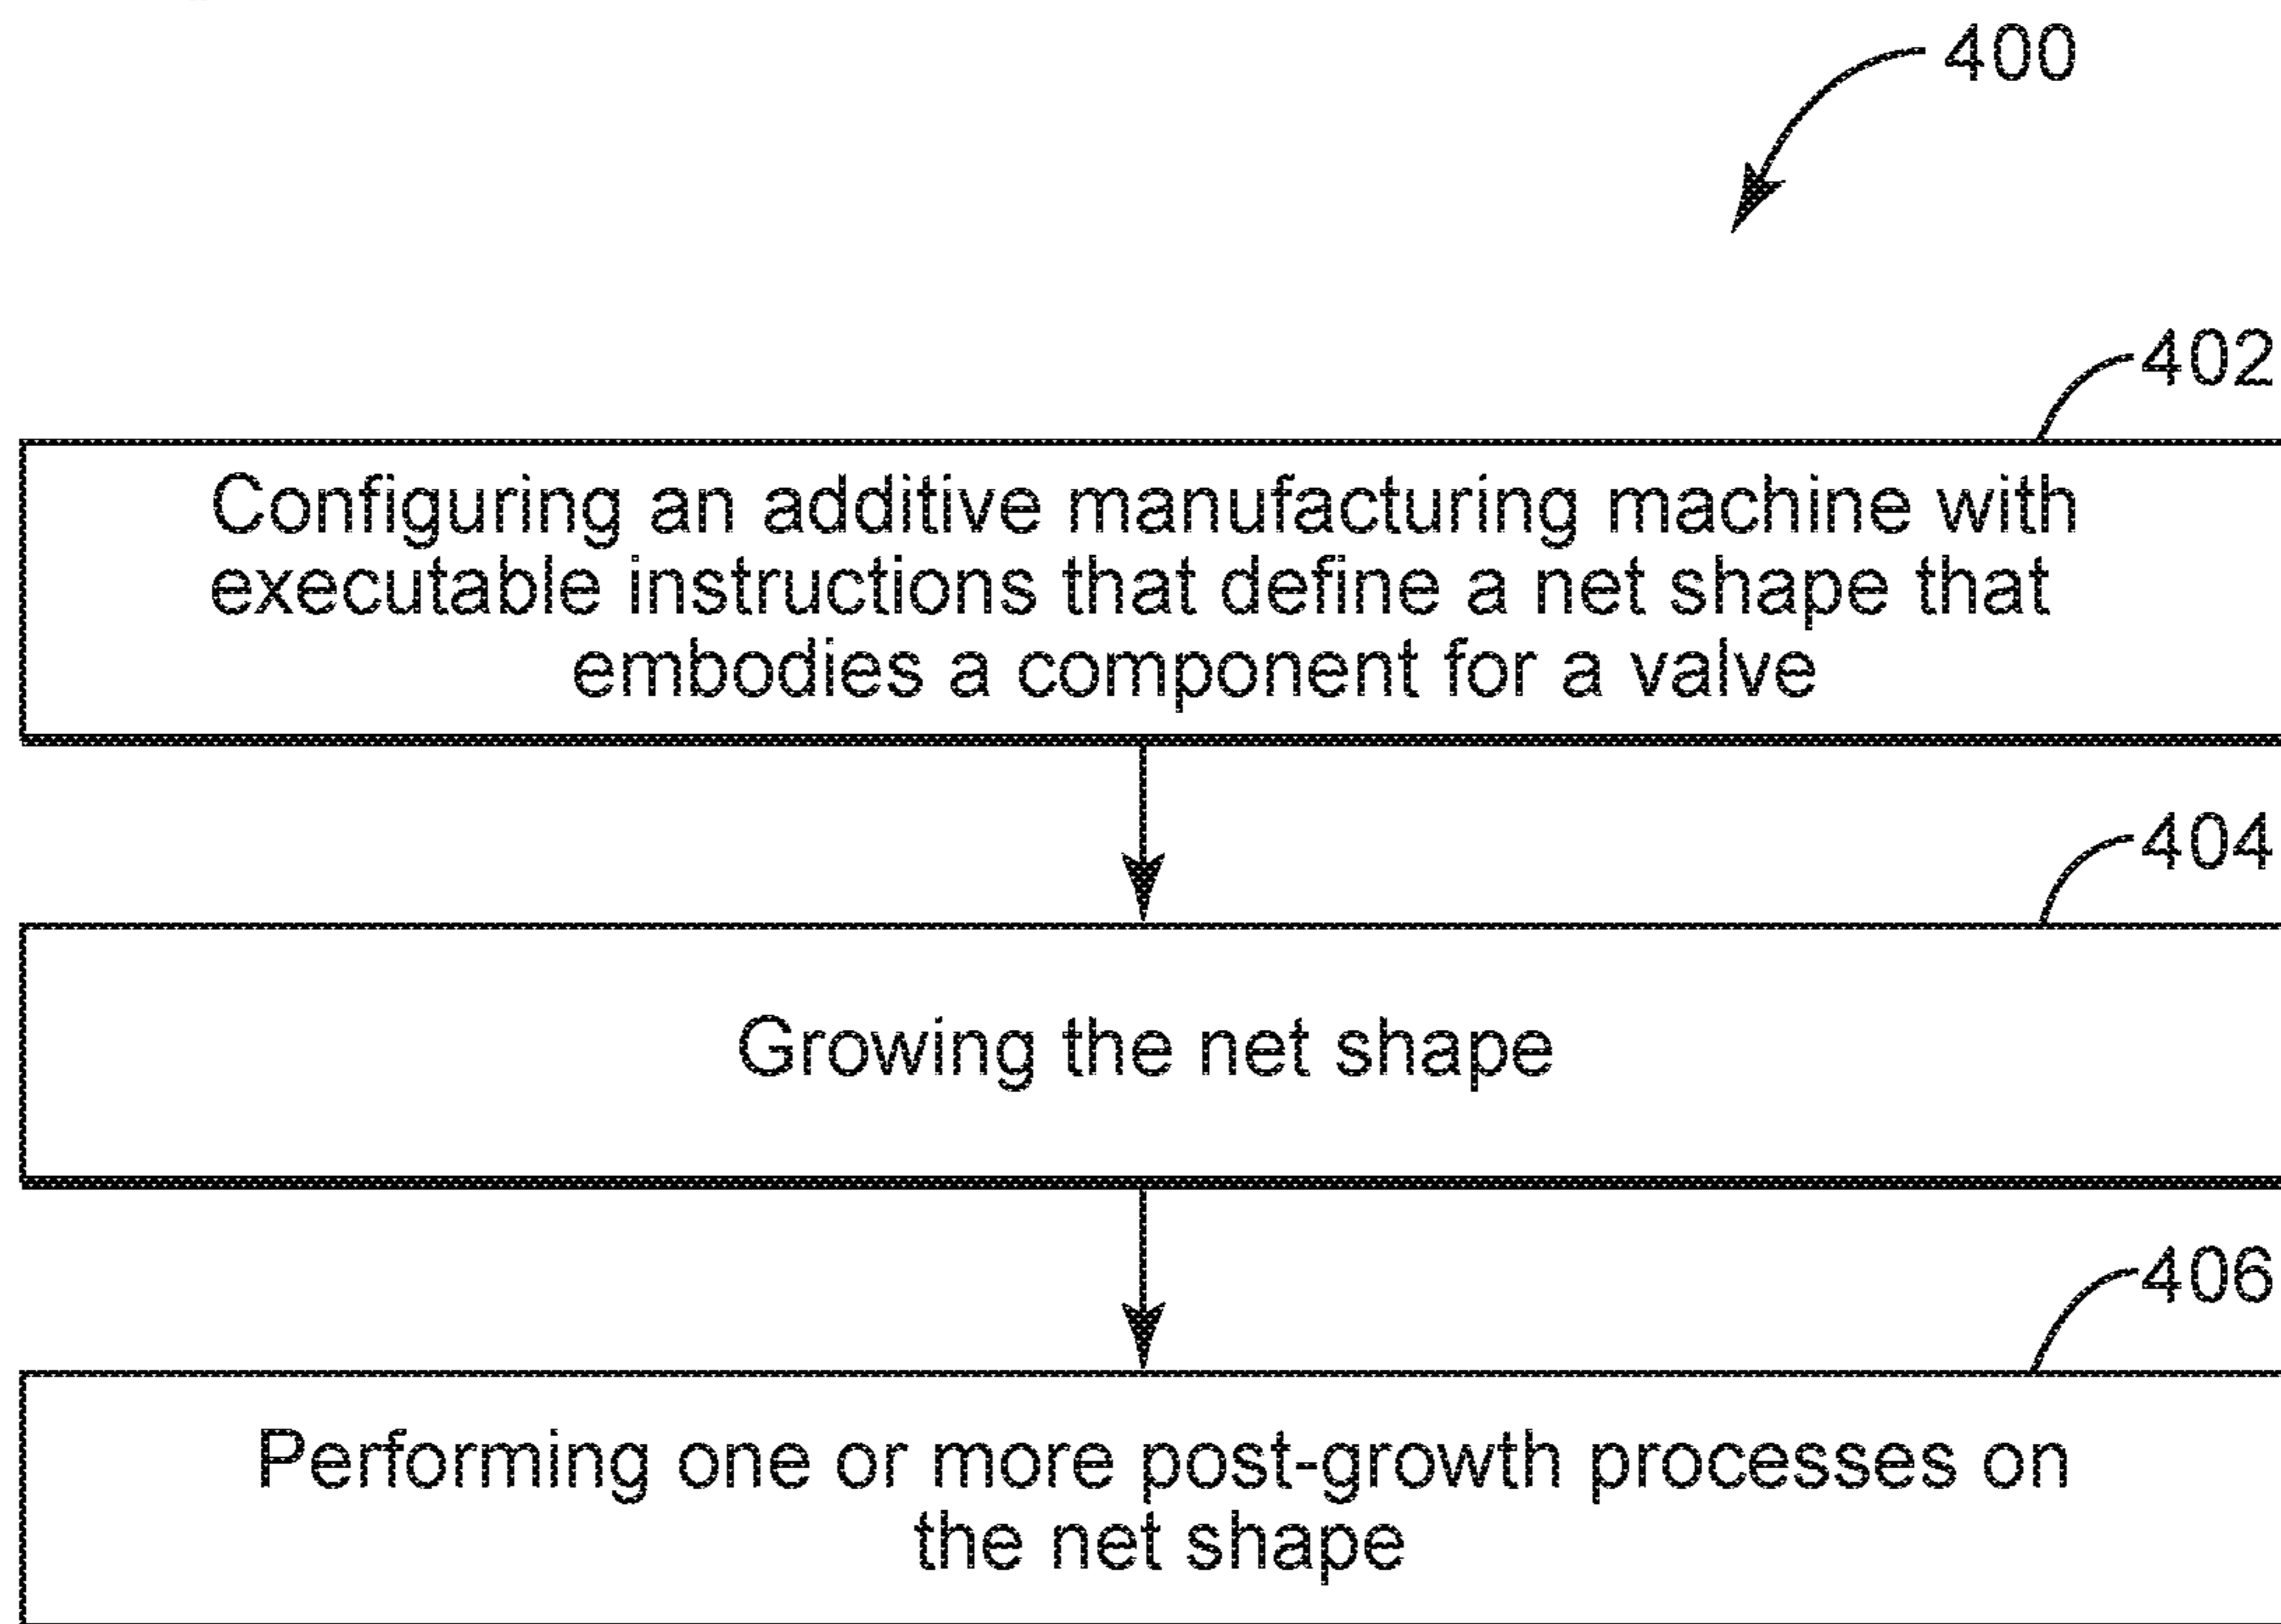 400
402
Configuring an additive manufacturing machine with
executable instructions that define a net shape that
embodies a component for a valve
404
Growing the net shape
406
Performing one or more post-growth processes on
the net shape